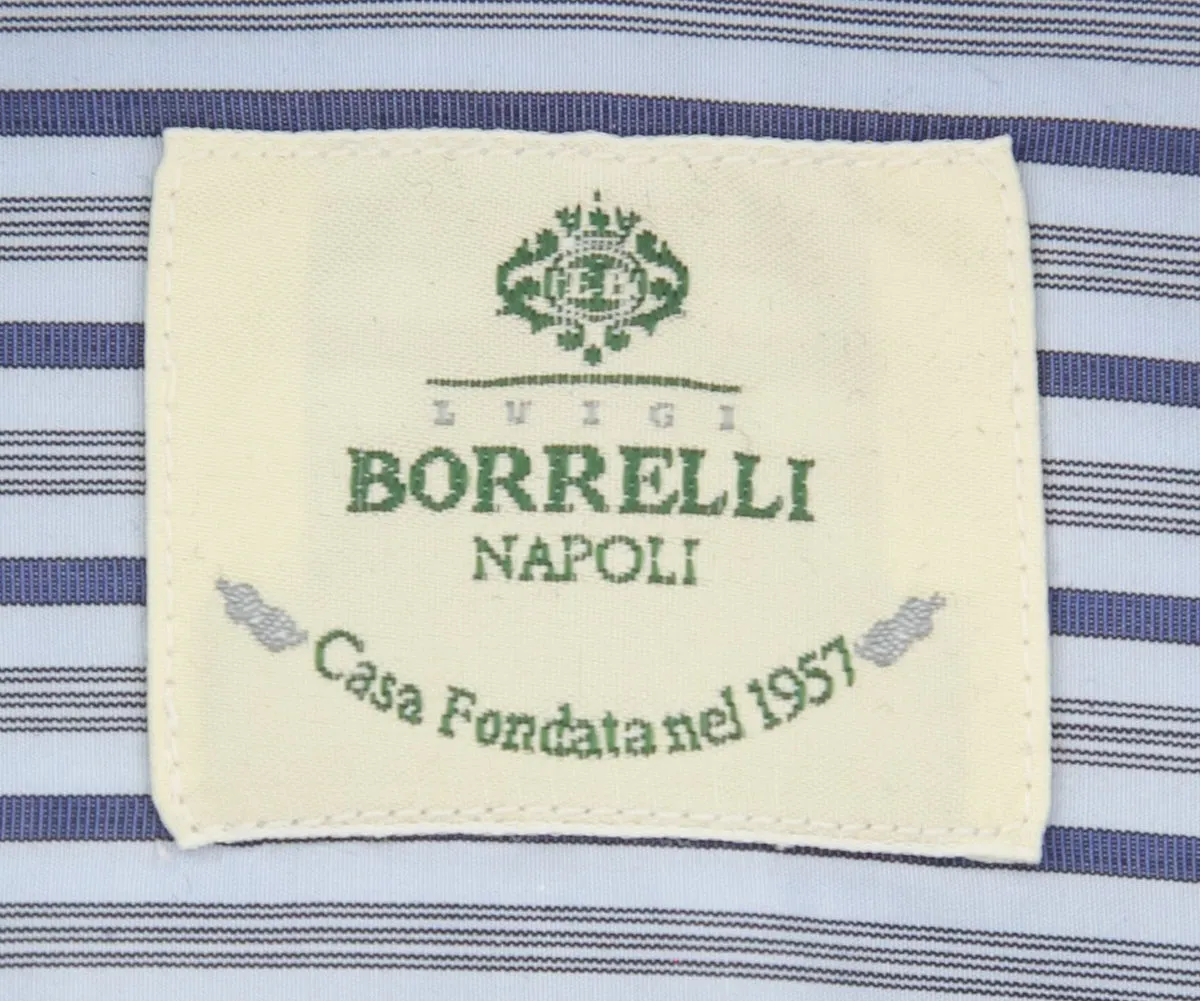 LUIGI
BORRELLI
NAPOLI
Casa Fondata nel 1957